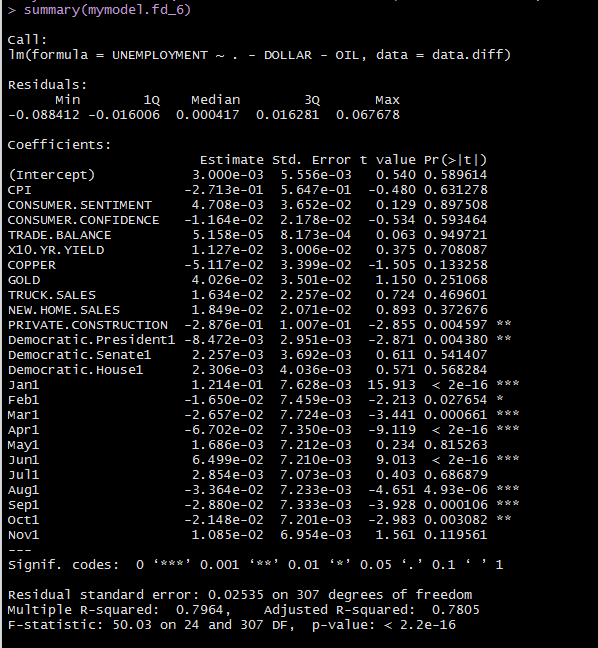 > summary(mymodel.fd_6)
Call:
lm(formula = UNEMPLOYMENT ~ . - DOLLAR - OIL, data = data.diff)
Residuals:
Min 1Q Median 3Q Max
-0.088412 -0.016006 0.000417 0.016281 0.067678
Coefficients:
Estimate Std. Error t value Pr(>|t|)
(Intercept) 3.000e-03 5.556e-03 0.540 0.589614
CPI -2.713e-01 5.647e-01 -0.480 0.631278
CONSUMER.SENTIMENT 4.708e-03 3.652e-02 0.129 0.897508
CONSUMER.CONFIDENCE -1.164e-02 2.178e-02 -0.534 0.593464
TRADE.BALANCE 5.158e-05 8.173e-04 0.063 0.949721
X10.YR.YIELD 1.127e-02 3.006e-02 0.375 0.708087
COPPER -5.117e-02 3.399e-02 -1.505 0.133258
GOLD 4.026e-02 3.501e-02 1.150 0.251068
TRUCK.SALES 1.634e-02 2.257e-02 0.724 0.469601
NEW.HOME.SALES 1.849e-02 2.071e-02 0.893 0.372676
PRIVATE.CONSTRUCTION -2.876e-01 1.007e-01 -2.855 0.004597 **
Democratic.President1 -8.472e-03 2.951e-03 -2.871 0.004380 **
Democratic.Senate1 2.257e-03 3.692e-03 0.611 0.541407
Democratic.House1 2.306e-03 4.036e-03 0.571 0.568284
Jan1 1.214e-01 7.628e-03 15.913 < 2e-16 ***
Feb1 -1.650e-02 7.459e-03 -2.213 0.027654 *
Mar1 -2.657e-02 7.724e-03 -3.441 0.000661 ***
Apr1 -6.702e-02 7.350e-03 -9.119 < 2e-16 ***
May1 1.686e-03 7.212e-03 0.234 0.815263
Jun1 6.499e-02 7.210e-03 9.013 < 2e-16 ***
Jul1 2.854e-03 7.073e-03 0.403 0.686879
Aug1 -3.364e-02 7.233e-03 -4.651 4.93e-06 ***
Sep1 -2.880e-02 7.333e-03 -3.928 0.000106 ***
Oct1 -2.148e-02 7.201e-03 -2.983 0.003082 **
Nov1 1.085e-02 6.954e-03 1.561 0.119561
---
Signif. codes: 0 ‘***’ 0.001 ‘**’ 0.01 ‘*’ 0.05 ‘.’ 0.1 ‘ ’ 1
Residual standard error: 0.02535 on 307 degrees of freedom
Multiple R-squared: 0.7964, Adjusted R-squared: 0.7805
F-statistic: 50.03 on 24 and 307 DF, p-value: < 2.2e-16